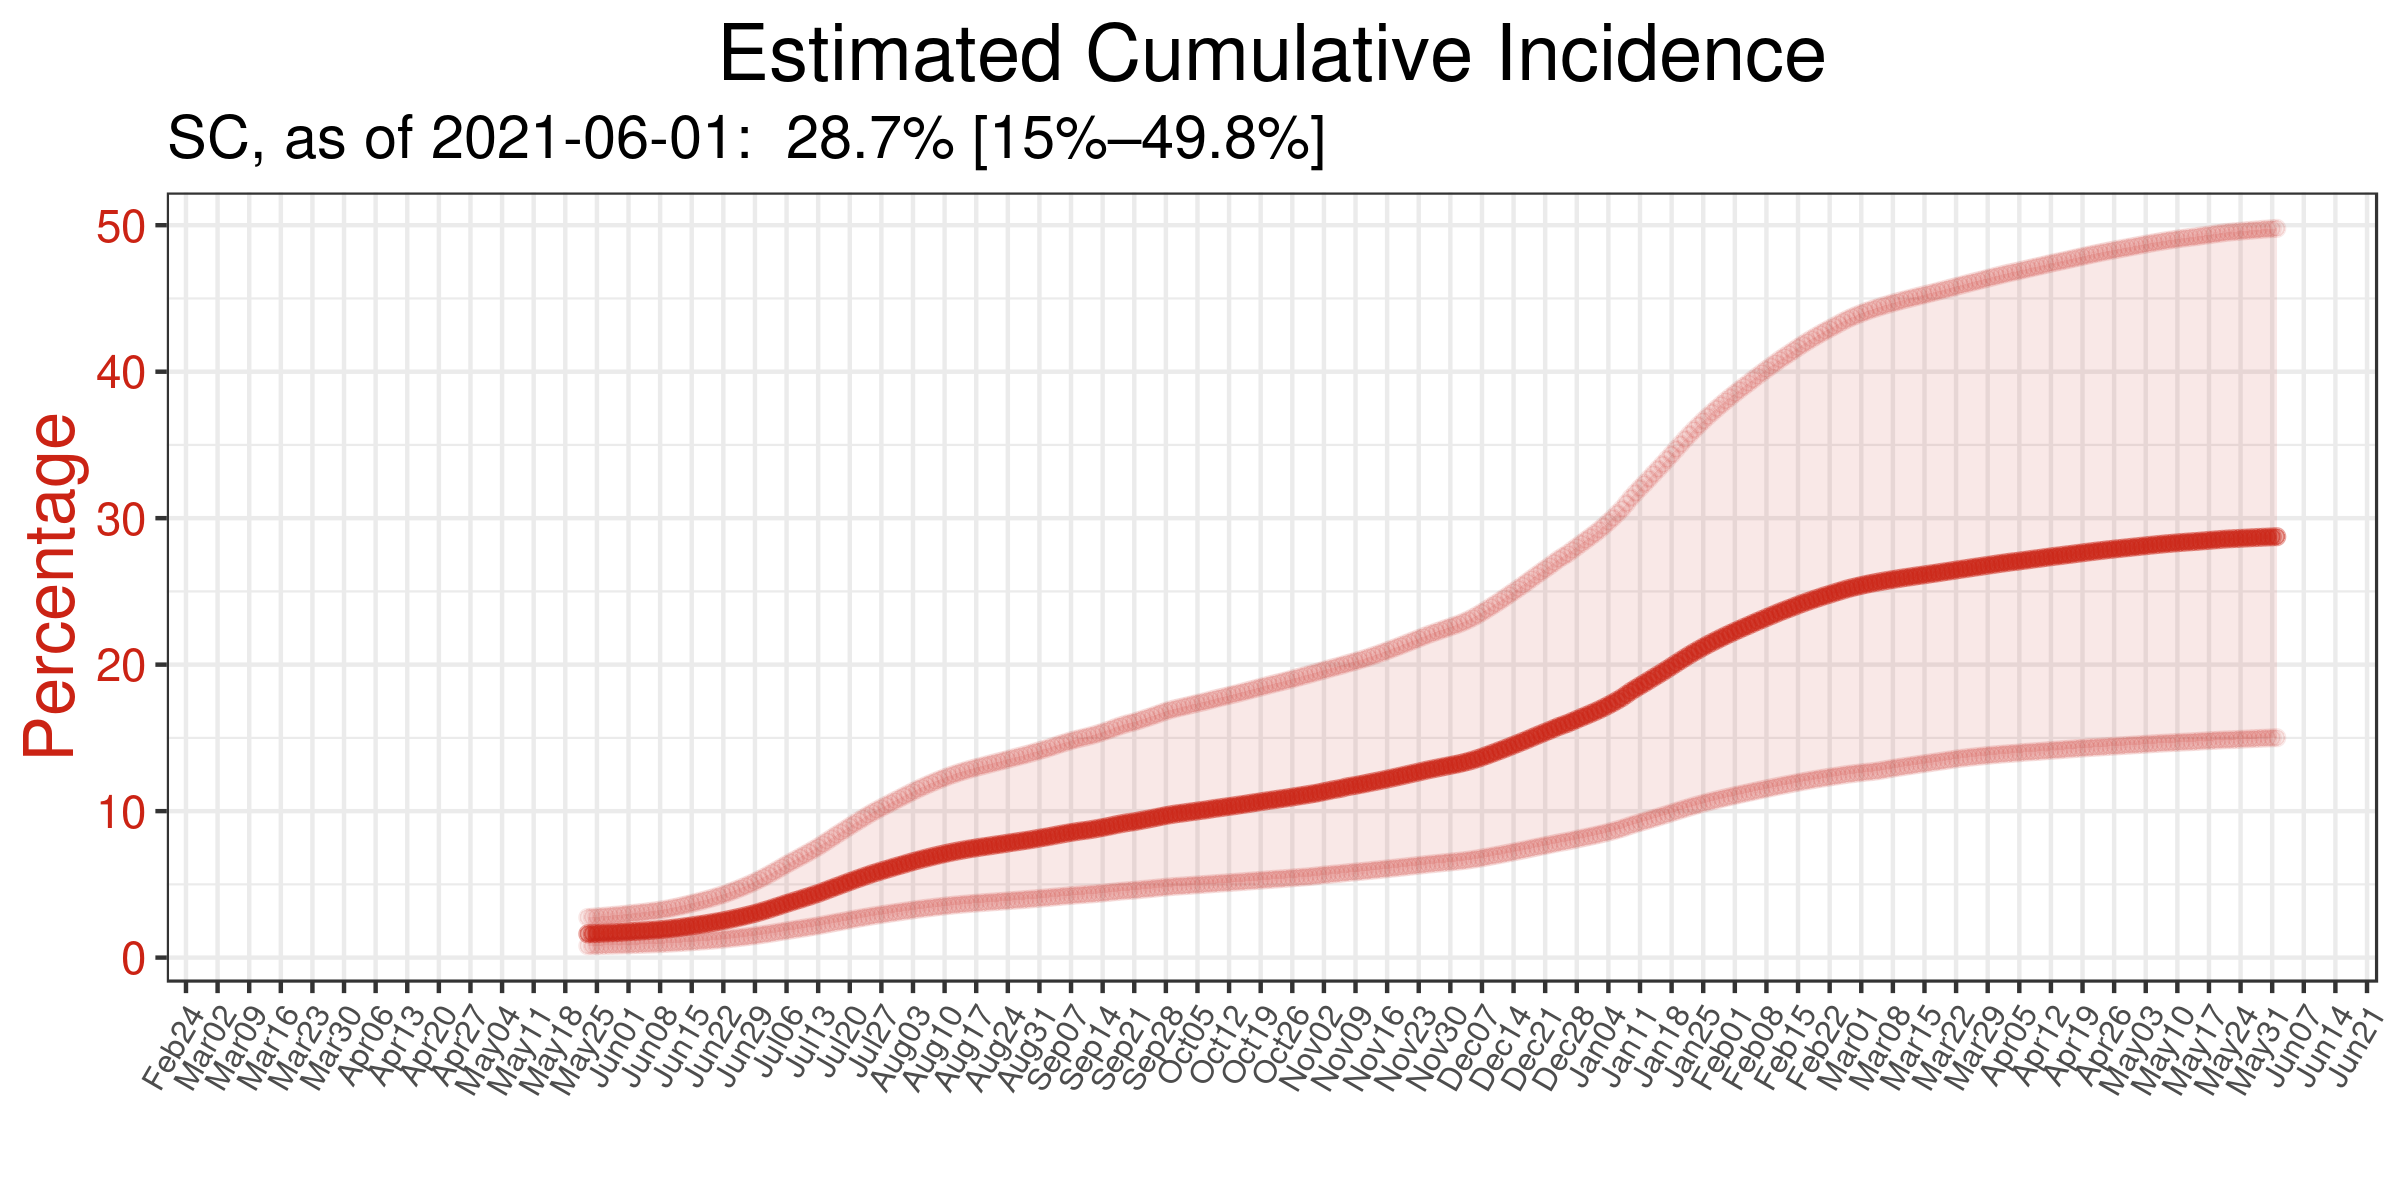 Estimated Cumulative Incidence
SC, as of 2021-06-01:  28.7% [15%–49.8%]
Percentage
50
40
30
20
10
0
Feb24
Mar02
Mar09
Mar16
Mar23
Mar30
Apr06
Apr13
Apr20
Apr27
May04
May11
May18
May25
Jun01
Jun08
Jun15
Jun22
Jun29
Jul06
Jul13
Jul20
Jul27
Aug03
Aug10
Aug17
Aug24
Aug31
Sep07
Sep14
Sep21
Sep28
Oct05
Oct12
Oct19
Oct26
Nov02
Nov09
Nov16
Nov23
Nov30
Dec07
Dec14
Dec21
Dec28
Jan04
Jan11
Jan18
Jan25
Feb01
Feb08
Feb15
Feb22
Mar01
Mar08
Mar15
Mar22
Mar29
Apr05
Apr12
Apr19
Apr26
May03
May10
May17
May24
May31
Jun07
Jun14
Jun21